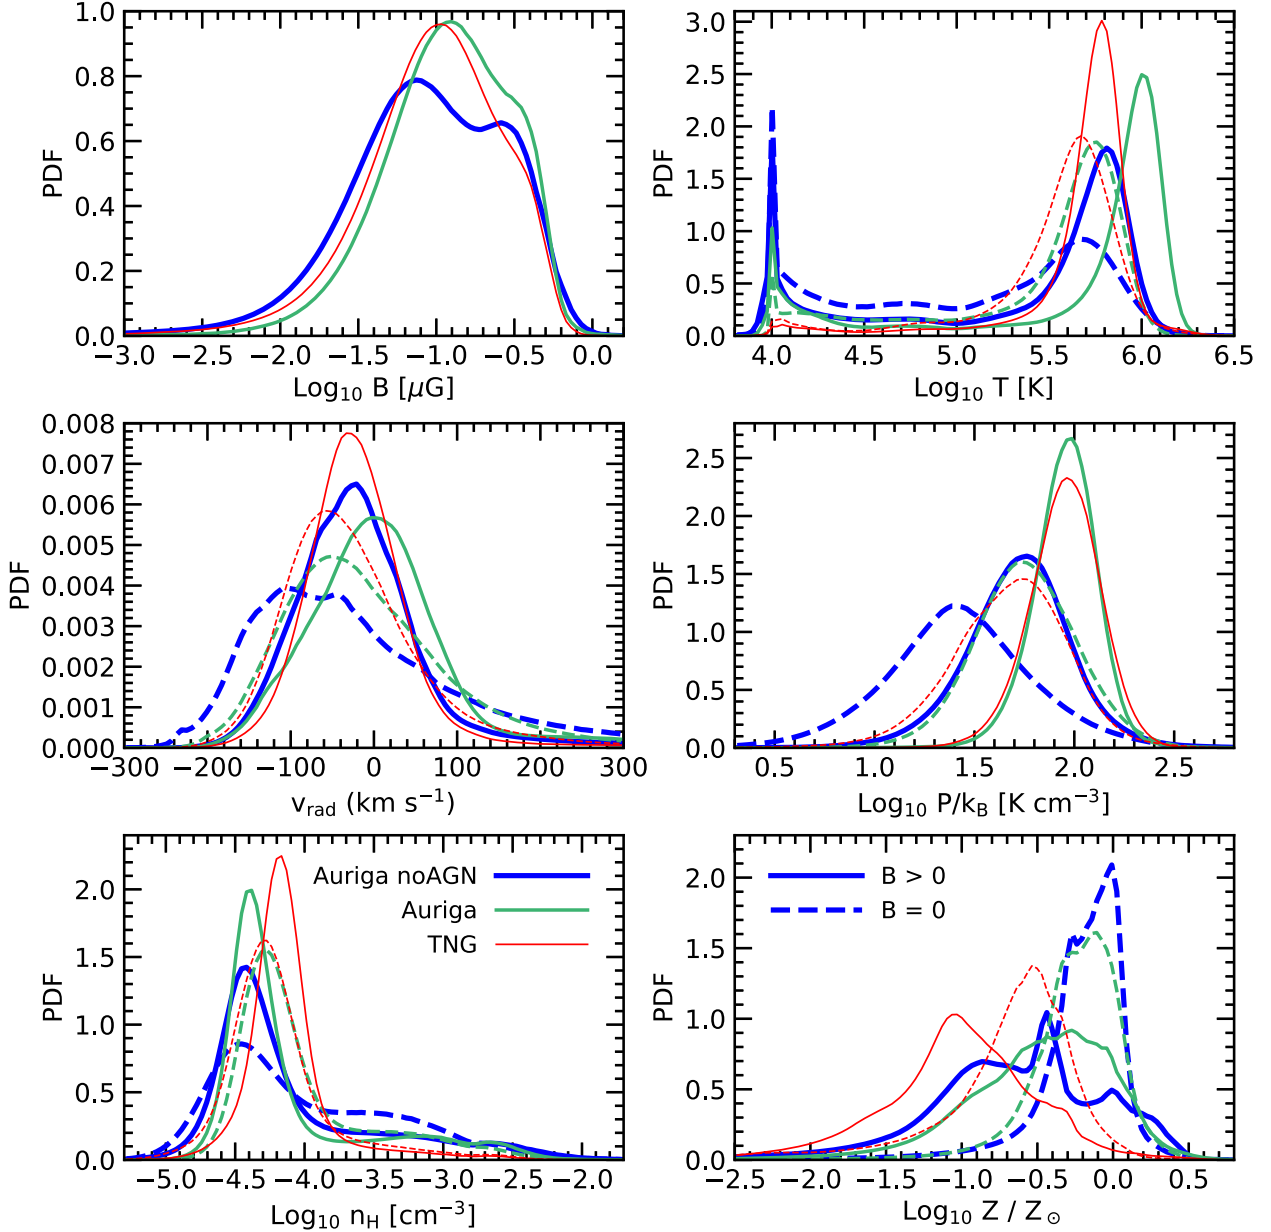 PDF
1.0
0.8
0.6
0.4
0.2
0.0
−3.0 −2.5 −2.0 −1.5 −1.0 −0.5 0.0
Log₁₀ B [μG]
PDF
3.0
2.5
2.0
1.5
1.0
0.5
0.0
4.0 4.5 5.0 5.5 6.0 6.5
Log₁₀ T [K]
PDF
0.008
0.007
0.006
0.005
0.004
0.003
0.002
0.001
0.000
−300 −200 −100 0 100 200 300
v_rad (km s⁻¹)
PDF
2.5
2.0
1.5
1.0
0.5
0.0
0.5 1.0 1.5 2.0 2.5
Log₁₀ P/k_B [K cm⁻³]
PDF
2.0
1.5
1.0
0.5
0.0
Auriga noAGN
Auriga
TNG
−5.0 −4.5 −4.0 −3.5 −3.0 −2.5 −2.0
Log₁₀ n_H [cm⁻³]
PDF
2.0
1.5
1.0
0.5
0.0
B > 0
B = 0
−2.5 −2.0 −1.5 −1.0 −0.5 0.0 0.5
Log₁₀ Z / Z⊙